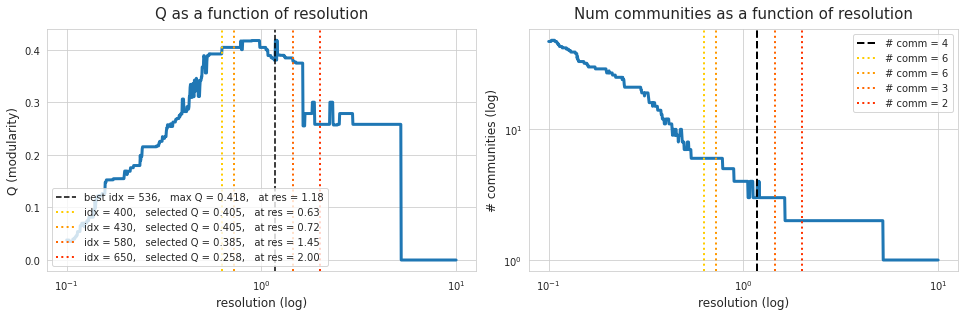 Q as a function of resolution
Q (modularity)
0.4
0.3
0.2
0.1
0.0
best idx = 536, max Q = 0.418, at res = 1.18
idx = 400, selected Q = 0.405, at res = 0.63
idx = 430, selected Q = 0.405, at res = 0.72
idx = 580, selected Q = 0.385, at res = 1.45
idx = 650, selected Q = 0.258, at res = 2.00
10⁻¹ 10⁰ 10¹
resolution (log)
Num communities as a function of resolution
# communities (log)
10¹
10⁰
# comm = 4
# comm = 6
# comm = 6
# comm = 3
# comm = 2
10⁻¹ 10⁰ 10¹
resolution (log)